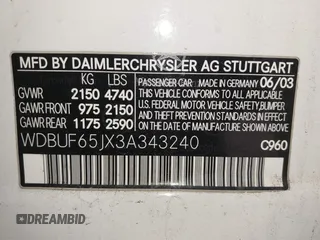 MFD BY DAIMLERCHRYSLER AG STUTTGART
KG LBS
PASSENGER CAR - MADE IN GERMANY 06/03
GVWR 2150 4740
GAWR FRONT 975 2150
GAWR REAR 1175 2590
THIS VEHICLE CONFORMS TO ALL APPLICABLE U.S. FEDERAL MOTOR VEHICLE SAFETY, BUMPER AND THEFT PREVENTION STANDARDS IN EFFECT ON THE DATE OF MANUFACTURE SHOWN ABOVE.
WDBUF65JX3A343240
C960
DREAMBID